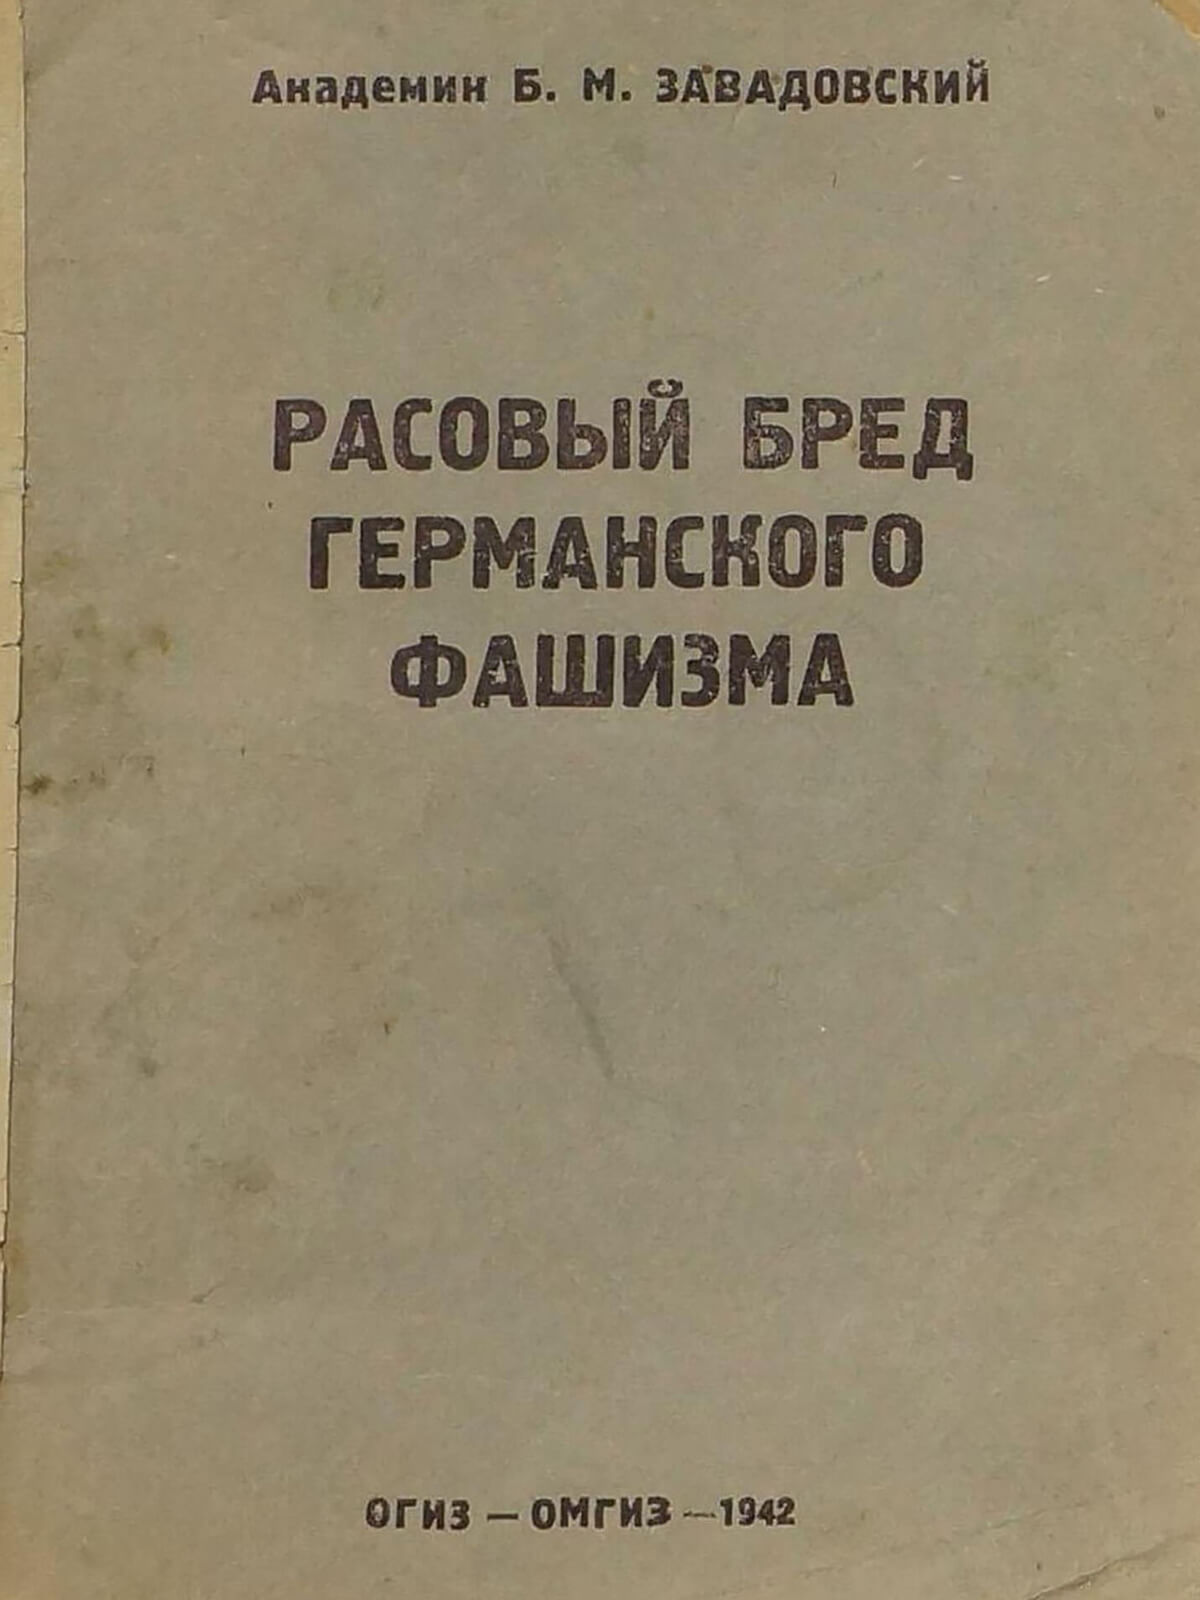 Академик Б. М. ЗАВАДОВСКИЙ
РАСОВЫЙ БРЕД
ГЕРМАНСКОГО
ФАШИЗМА
ОГИЗ — ОМГИЗ — 1942